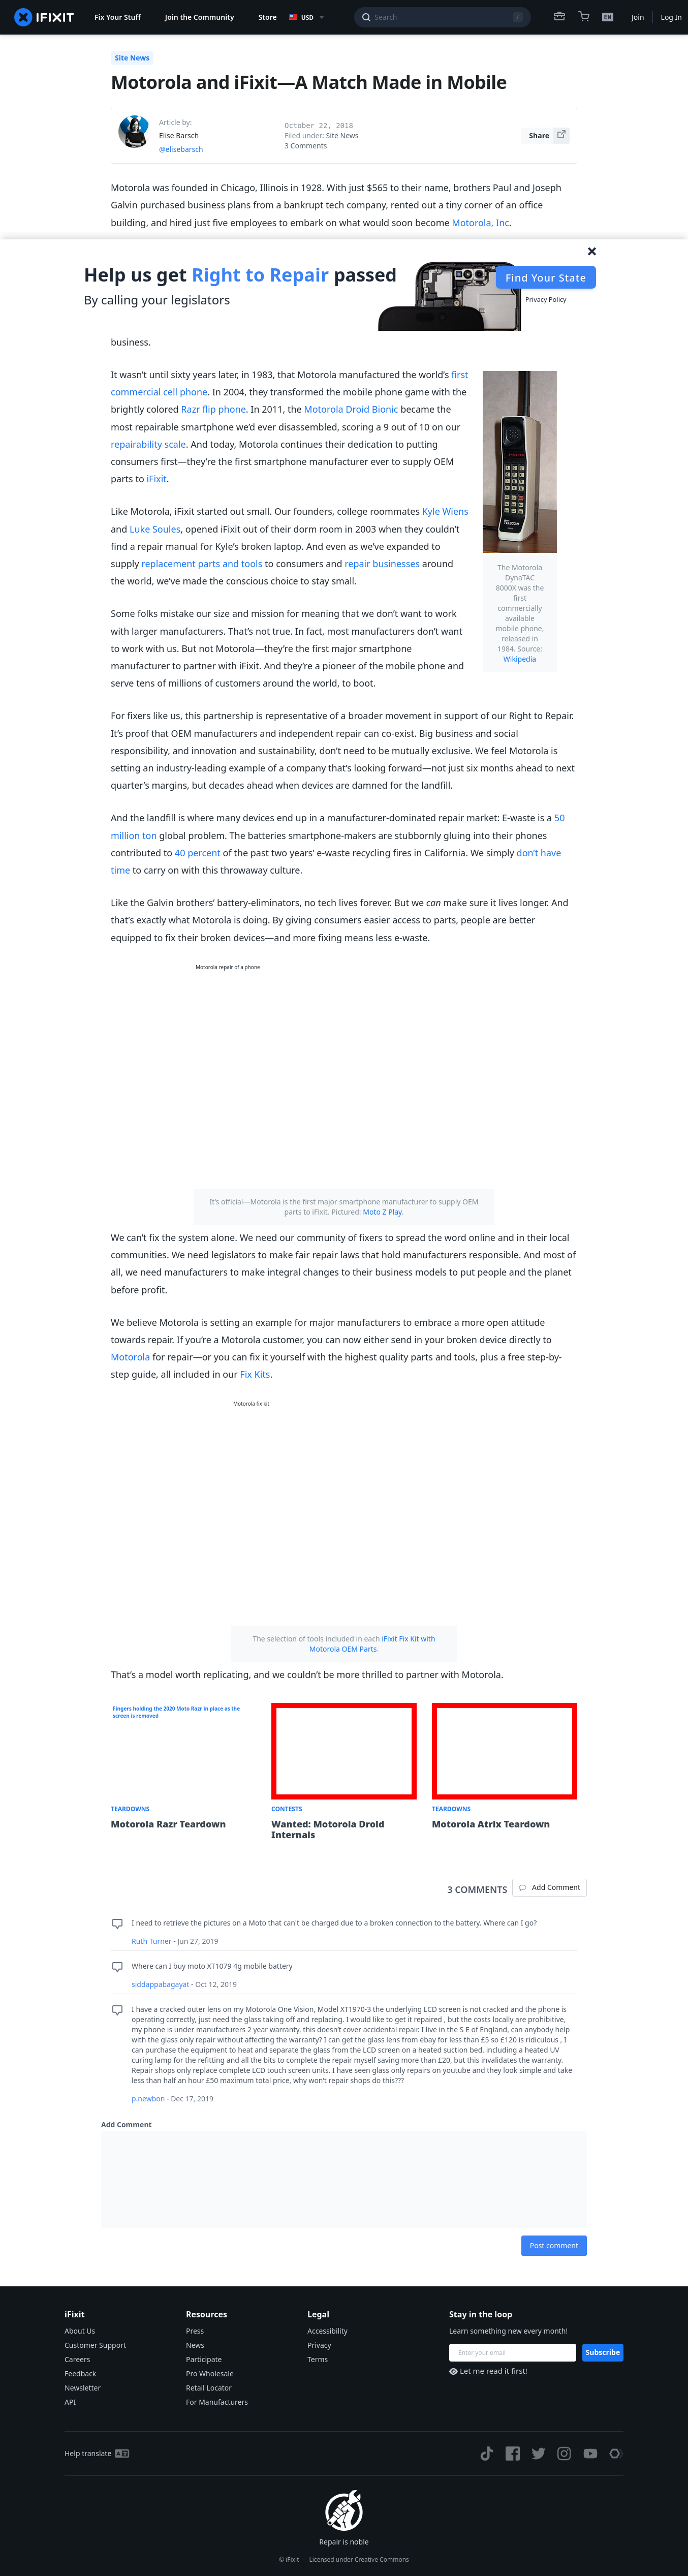 IFIXIT
Fix Your Stuff
Join the Community
Store
USD
Search
/
EN
Join
Log In
Site News
Motorola and iFixit—A Match Made in Mobile
Article by:
Elise Barsch
@elisebarsch
October 22, 2018
Filed under: Site News
3 Comments
Share
Motorola was founded in Chicago, Illinois in 1928. With just $565 to their name, brothers Paul and Joseph
Galvin purchased business plans from a bankrupt tech company, rented out a tiny corner of an office
building, and hired just five employees to embark on what would soon become Motorola, Inc.
Help us get Right to Repair passed
By calling your legislators
Find Your State
Privacy Policy
business.
It wasn't until sixty years later, in 1983, that Motorola manufactured the world's first
commercial cell phone. In 2004, they transformed the mobile phone game with the
brightly colored Razr flip phone. In 2011, the Motorola Droid Bionic became the
most repairable smartphone we'd ever disassembled, scoring a 9 out of 10 on our
repairability scale. And today, Motorola continues their dedication to putting
consumers first—they're the first smartphone manufacturer ever to supply OEM
parts to iFixit.
The Motorola
DynaTAC
8000X was the
first
commercially
available
mobile phone,
released in
1984. Source:
Wikipedia
Like Motorola, iFixit started out small. Our founders, college roommates Kyle Wiens
and Luke Soules, opened iFixit out of their dorm room in 2003 when they couldn't
find a repair manual for Kyle's broken laptop. And even as we've expanded to
supply replacement parts and tools to consumers and repair businesses around
the world, we've made the conscious choice to stay small.
Some folks mistake our size and mission for meaning that we don't want to work
with larger manufacturers. That's not true. In fact, most manufacturers don't want
to work with us. But not Motorola—they're the first major smartphone
manufacturer to partner with iFixit. And they're a pioneer of the mobile phone and
serve tens of millions of customers around the world, to boot.
For fixers like us, this partnership is representative of a broader movement in support of our Right to Repair.
It's proof that OEM manufacturers and independent repair can co-exist. Big business and social
responsibility, and innovation and sustainability, don't need to be mutually exclusive. We feel Motorola is
setting an industry-leading example of a company that's looking forward—not just six months ahead to next
quarter's margins, but decades ahead when devices are damned for the landfill.
And the landfill is where many devices end up in a manufacturer-dominated repair market: E-waste is a 50
million ton global problem. The batteries smartphone-makers are stubbornly gluing into their phones
contributed to 40 percent of the past two years' e-waste recycling fires in California. We simply don't have
time to carry on with this throwaway culture.
Like the Galvin brothers' battery-eliminators, no tech lives forever. But we can make sure it lives longer. And
that's exactly what Motorola is doing. By giving consumers easier access to parts, people are better
equipped to fix their broken devices—and more fixing means less e-waste.
Motorola repair of a phone
It's official—Motorola is the first major smartphone manufacturer to supply OEM
parts to iFixit. Pictured: Moto Z Play.
We can't fix the system alone. We need our community of fixers to spread the word online and in their local
communities. We need legislators to make fair repair laws that hold manufacturers responsible. And most of
all, we need manufacturers to make integral changes to their business models to put people and the planet
before profit.
We believe Motorola is setting an example for major manufacturers to embrace a more open attitude
towards repair. If you're a Motorola customer, you can now either send in your broken device directly to
Motorola for repair—or you can fix it yourself with the highest quality parts and tools, plus a free step-by-
step guide, all included in our Fix Kits.
Motorola fix kit
The selection of tools included in each iFixit Fix Kit with
Motorola OEM Parts.
That's a model worth replicating, and we couldn't be more thrilled to partner with Motorola.
Fingers holding the 2020 Moto Razr in place as the
screen is removed
TEARDOWNS
Motorola Razr Teardown
CONTESTS
Wanted: Motorola Droid
Internals
TEARDOWNS
Motorola Atrix Teardown
3 COMMENTS
Add Comment
I need to retrieve the pictures on a Moto that can't be charged due to a broken connection to the battery. Where can I go?
Ruth Turner - Jun 27, 2019
Where can I buy moto XT1079 4g mobile battery
siddappabagayat - Oct 12, 2019
I have a cracked outer lens on my Motorola One Vision, Model XT1970-3 the underlying LCD screen is not cracked and the phone is
operating correctly, just need the glass taking off and replacing. I would like to get it repaired , but the costs locally are prohibitive,
my phone is under manufacturers 2 year warranty, this doesn't cover accidental repair. I live in the S E of England, can anybody help
with the glass only repair without affecting the warranty? I can get the glass lens from ebay for less than £5 so £120 is ridiculous , I
can purchase the equipment to heat and separate the glass from the LCD screen on a heated suction bed, including a heated UV
curing lamp for the refitting and all the bits to complete the repair myself saving more than £20, but this invalidates the warranty.
Repair shops only replace complete LCD touch screen units. I have seen glass only repairs on youtube and they look simple and take
less than half an hour £50 maximum total price, why won't repair shops do this???
p.newbon - Dec 17, 2019
Add Comment
Post comment
iFixit
About Us
Customer Support
Careers
Feedback
Newsletter
API
Resources
Press
News
Participate
Pro Wholesale
Retail Locator
For Manufacturers
Legal
Accessibility
Privacy
Terms
Stay in the loop
Learn something new every month!
Enter your email
Subscribe
Let me read it first!
Help translate
Repair is noble
© iFixit — Licensed under Creative Commons